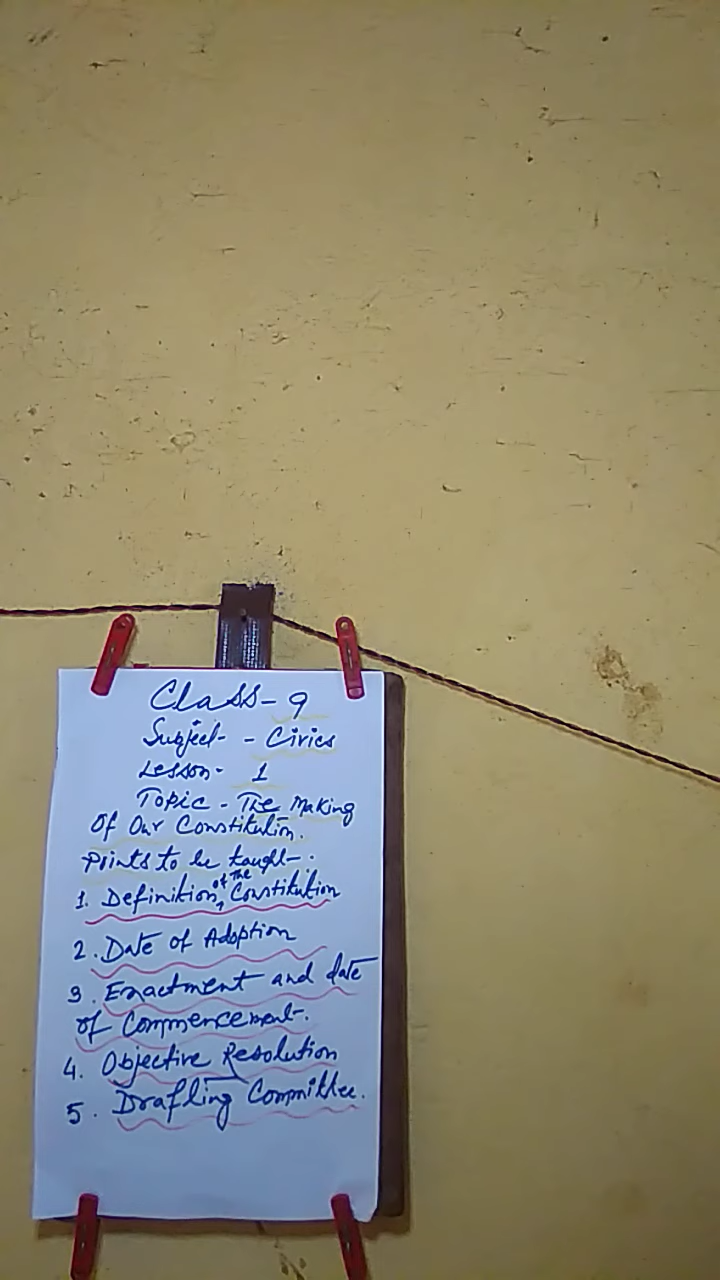 Class - 9
Subject - Civics
Lesson - 1
Topic - The Making
Of Our Constitution.
Points to be taught -.
1. Definition of the Constitution
2. Date of Adoption
3. Enactment and date
of Commencement.
4. Objective Resolution
5. Drafting Committee.